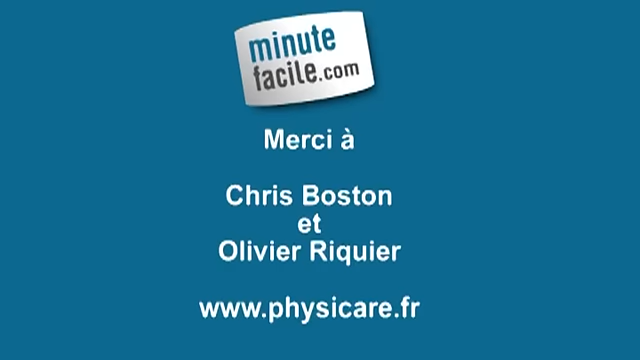 minute
facile.com
Merci à
Chris Boston
et
Olivier Riquier
www.physicare.fr